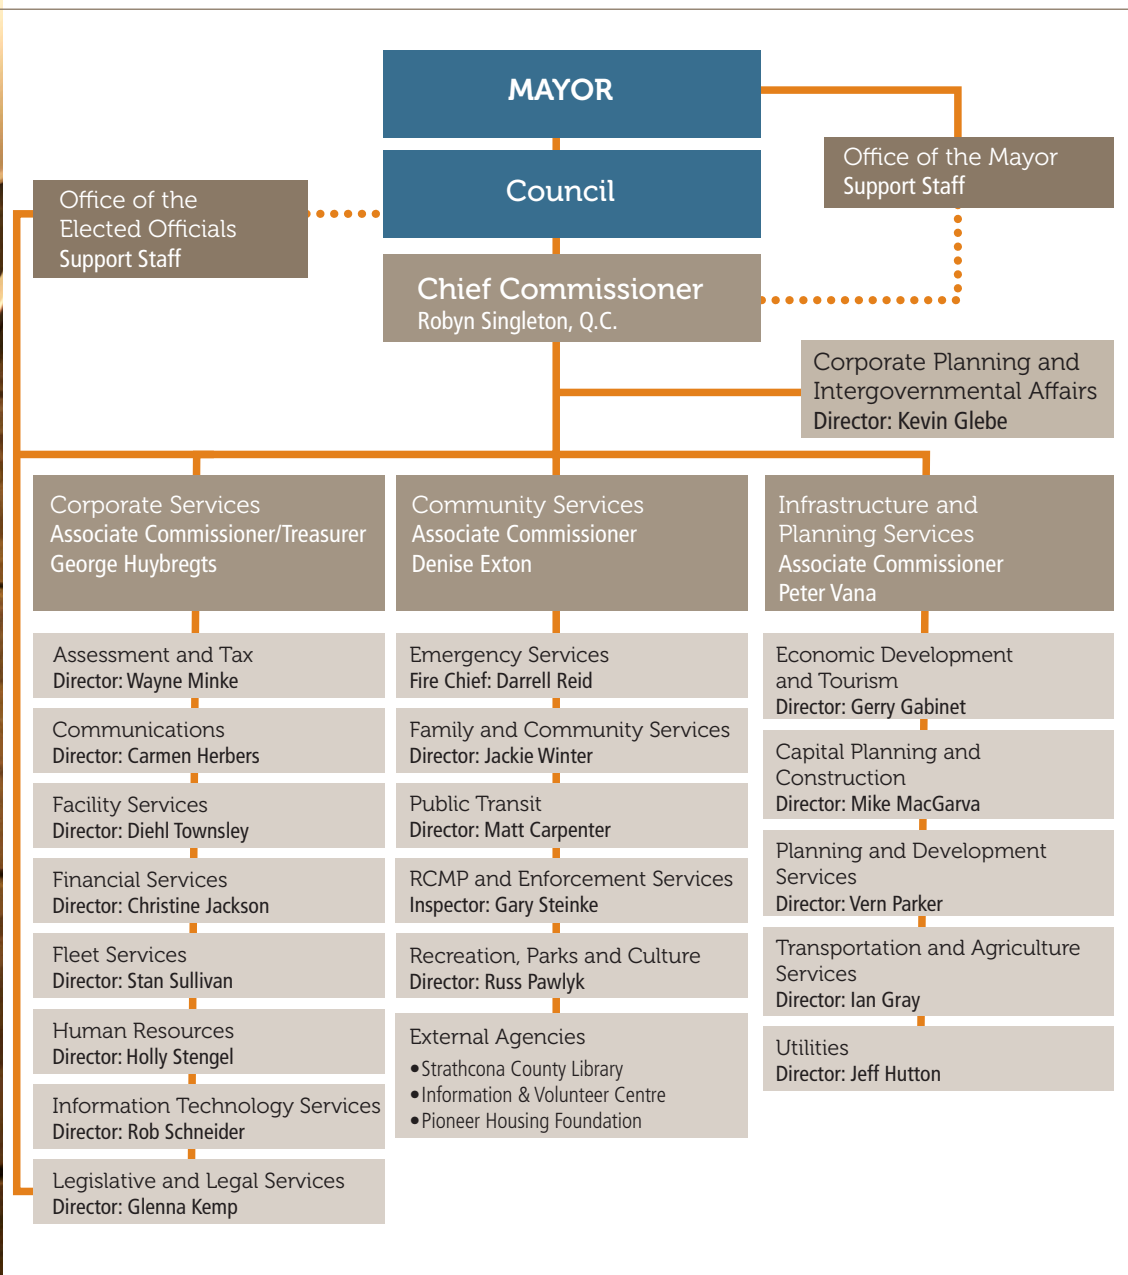 MAYOR
Council
Office of the Mayor
Support Staff
Office of the
Elected Officials
Support Staff
Chief Commissioner
Robyn Singleton, Q.C.
Corporate Planning and
Intergovernmental Affairs
Director: Kevin Glebe
Corporate Services
Associate Commissioner/Treasurer
George Huybregts
Assessment and Tax
Director: Wayne Minke
Communications
Director: Carmen Herbers
Facility Services
Director: Diehl Townsley
Financial Services
Director: Christine Jackson
Fleet Services
Director: Stan Sullivan
Human Resources
Director: Holly Stengel
Information Technology Services
Director: Rob Schneider
Legislative and Legal Services
Director: Glenna Kemp
Community Services
Associate Commissioner
Denise Exton
Emergency Services
Fire Chief: Darrell Reid
Family and Community Services
Director: Jackie Winter
Public Transit
Director: Matt Carpenter
RCMP and Enforcement Services
Inspector: Gary Steinke
Recreation, Parks and Culture
Director: Russ Pawlyk
External Agencies
•Strathcona County Library
•Information & Volunteer Centre
•Pioneer Housing Foundation
Infrastructure and
Planning Services
Associate Commissioner
Peter Vana
Economic Development
and Tourism
Director: Gerry Gabinet
Capital Planning and
Construction
Director: Mike MacGarva
Planning and Development
Services
Director: Vern Parker
Transportation and Agriculture
Services
Director: Ian Gray
Utilities
Director: Jeff Hutton